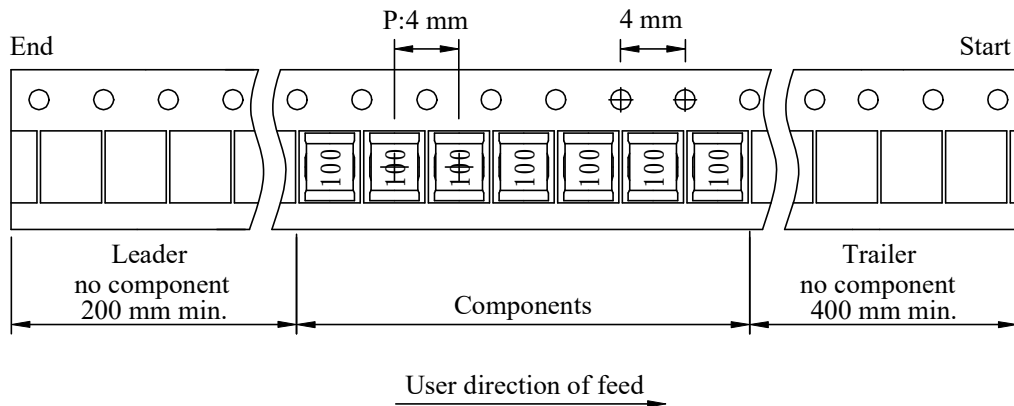 P:4 mm
4 mm
End
Start
100
100
100
100
100
100
100
Leader
no component
200 mm min.
Components
Trailer
no component
400 mm min.
User direction of feed